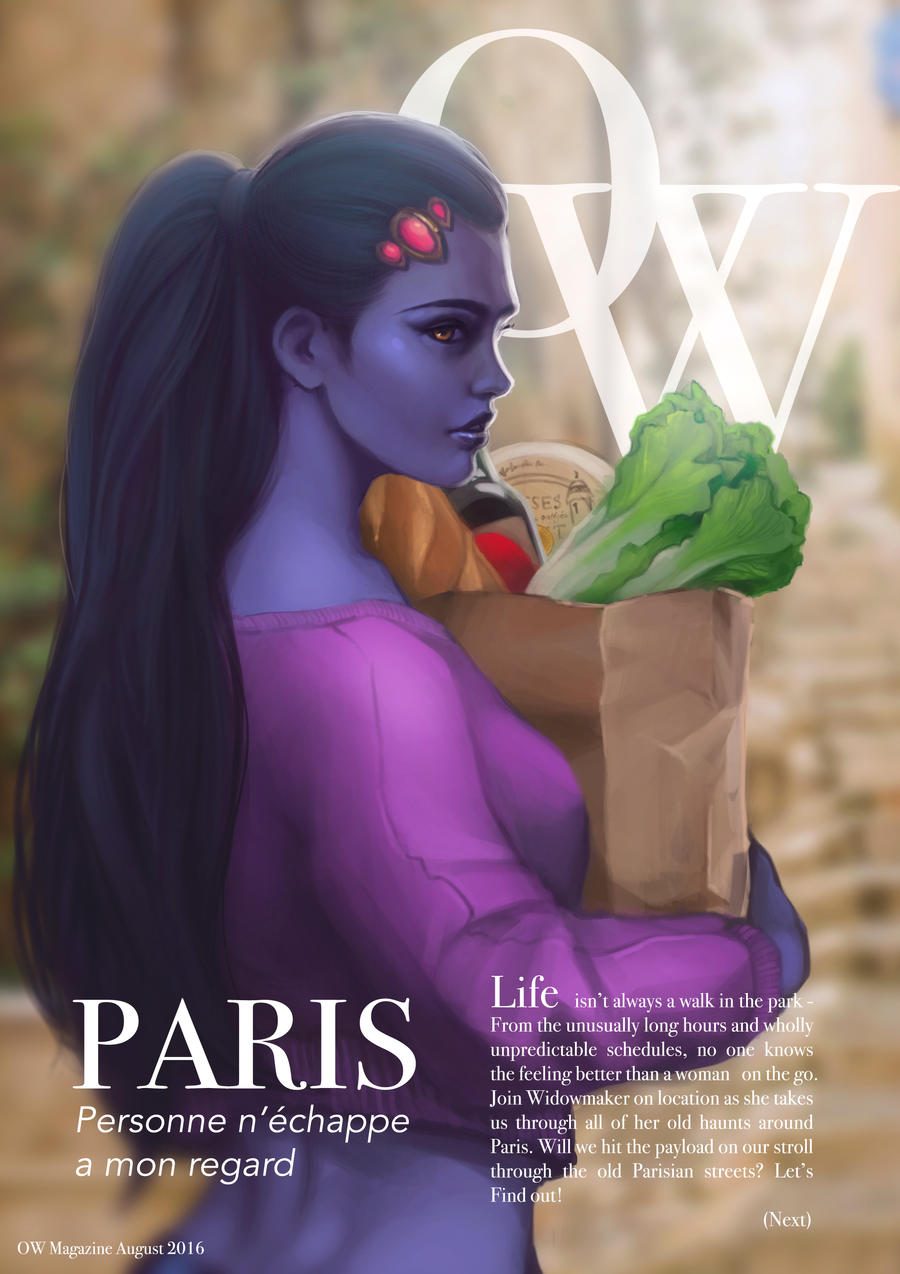 OW
PARIS
Personne n'échappe
a mon regard
Life isn't always a walk in the park -
From the unusually long hours and wholly
unpredictable schedules, no one knows
the feeling better than a woman on the go.
Join Widowmaker on location as she takes
us through all of her old haunts around
Paris. Will we hit the payload on our stroll
through the old Parisian streets? Let's
Find out!
(Next)
OW Magazine August 2016